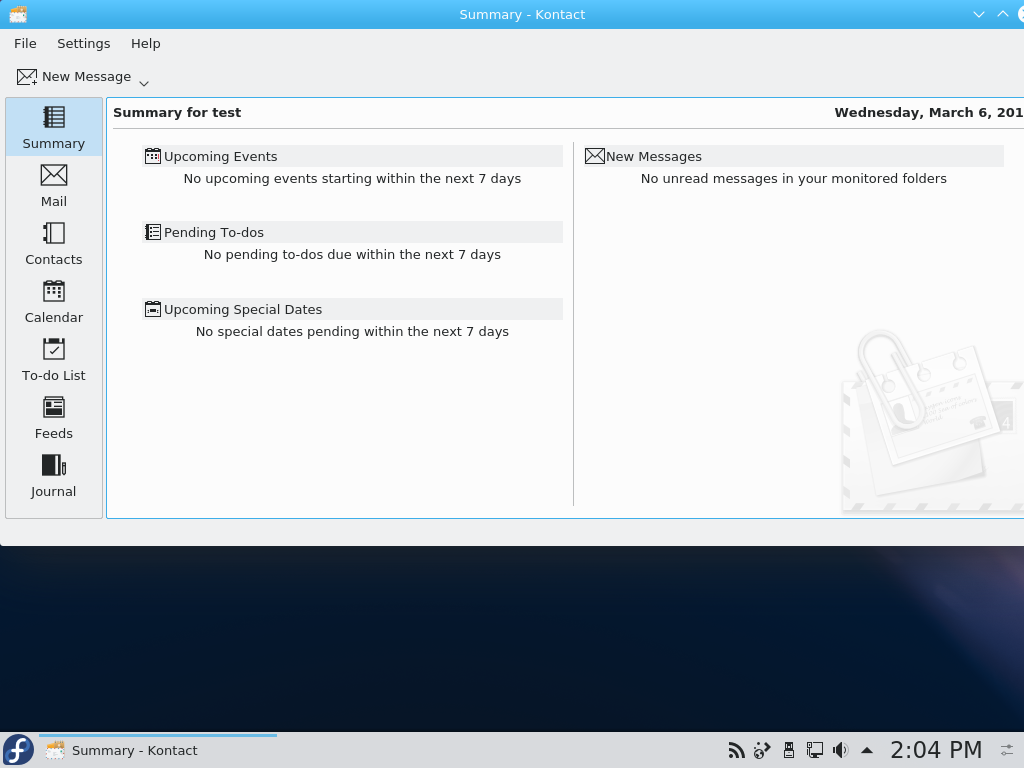 Summary - Kontact
File Settings Help
New Message
Summary for test
Wednesday, March 6, 201
Summary
Mail
Contacts
Calendar
To-do List
Feeds
Journal
Upcoming Events
No upcoming events starting within the next 7 days
Pending To-dos
No pending to-dos due within the next 7 days
Upcoming Special Dates
No special dates pending within the next 7 days
New Messages
No unread messages in your monitored folders
4
Summary - Kontact
2:04 PM